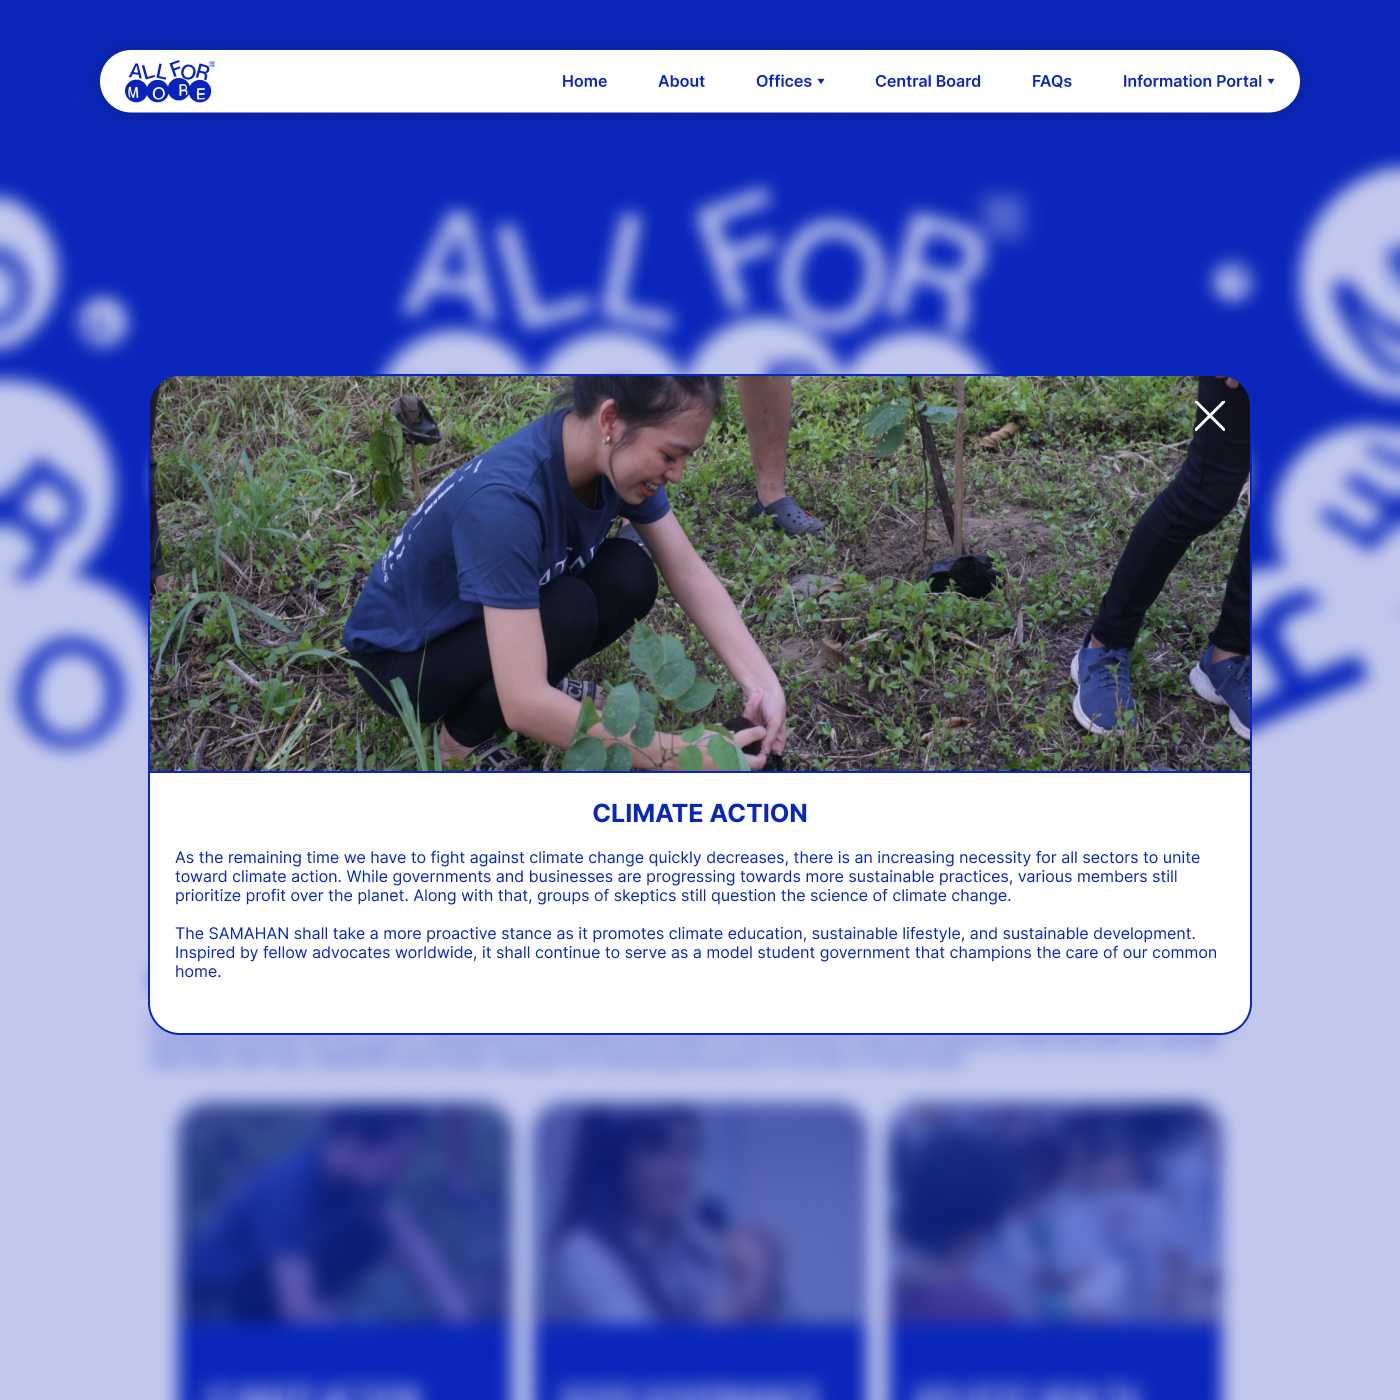 ALL FOR
MORE
Home
About
Offices
Central Board
FAQs
Information Portal
ALL FOR
CLIMATE ACTION
As the remaining time we have to fight against climate change quickly decreases, there is an increasing necessity for all sectors to unite
toward climate action. While governments and businesses are progressing towards more sustainable practices, various members still
prioritize profit over the planet. Along with that, groups of skeptics still question the science of climate change.
The SAMAHAN shall take a more proactive stance as it promotes climate education, sustainable lifestyle, and sustainable development.
Inspired by fellow advocates worldwide, it shall continue to serve as a model student government that champions the care of our common
home.